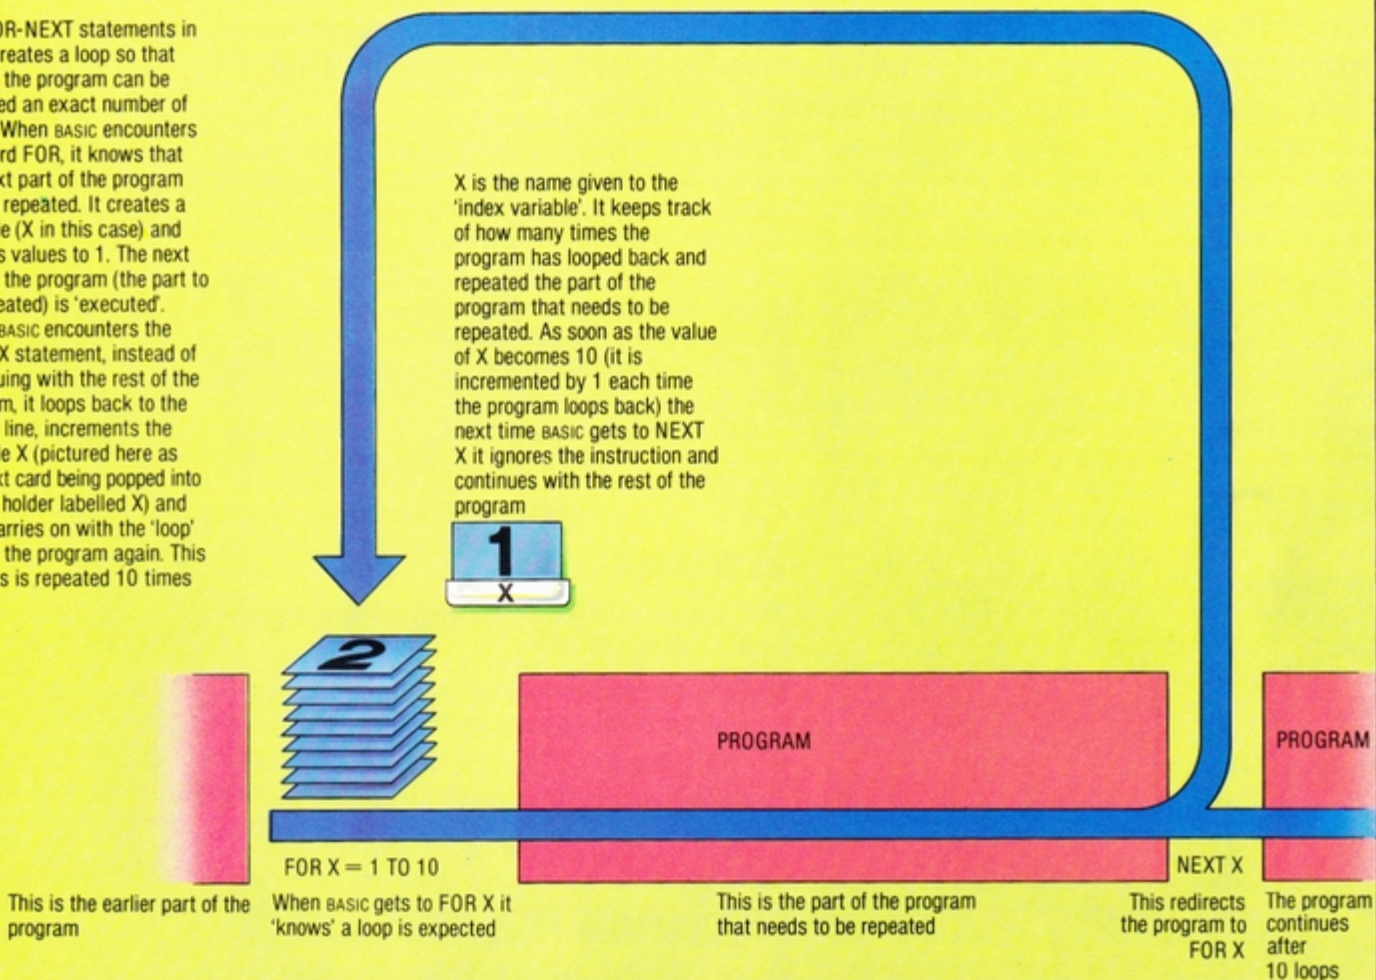 OR-NEXT statements in
reates a loop so that
the program can be
ed an exact number of
When BASIC encounters
rd FOR, it knows that
xt part of the program
repeated. It creates a
le (X in this case) and
s values to 1. The next
the program (the part to
eated) is 'executed'.
BASIC encounters the
X statement, instead of
uing with the rest of the
m, it loops back to the
line, increments the
le X (pictured here as
xt card being popped into
holder labelled X) and
arries on with the 'loop'
the program again. This
s is repeated 10 times
X is the name given to the
'index variable'. It keeps track
of how many times the
program has looped back and
repeated the part of the
program that needs to be
repeated. As soon as the value
of X becomes 10 (it is
incremented by 1 each time
the program loops back) the
next time BASIC gets to NEXT
X it ignores the instruction and
continues with the rest of the
program
1
X
2
PROGRAM
PROGRAM
FOR X = 1 TO 10
NEXT X
This is the earlier part of the
program
When BASIC gets to FOR X it
'knows' a loop is expected
This is the part of the program
that needs to be repeated
This redirects
the program to
FOR X
The program
continues
after
10 loops